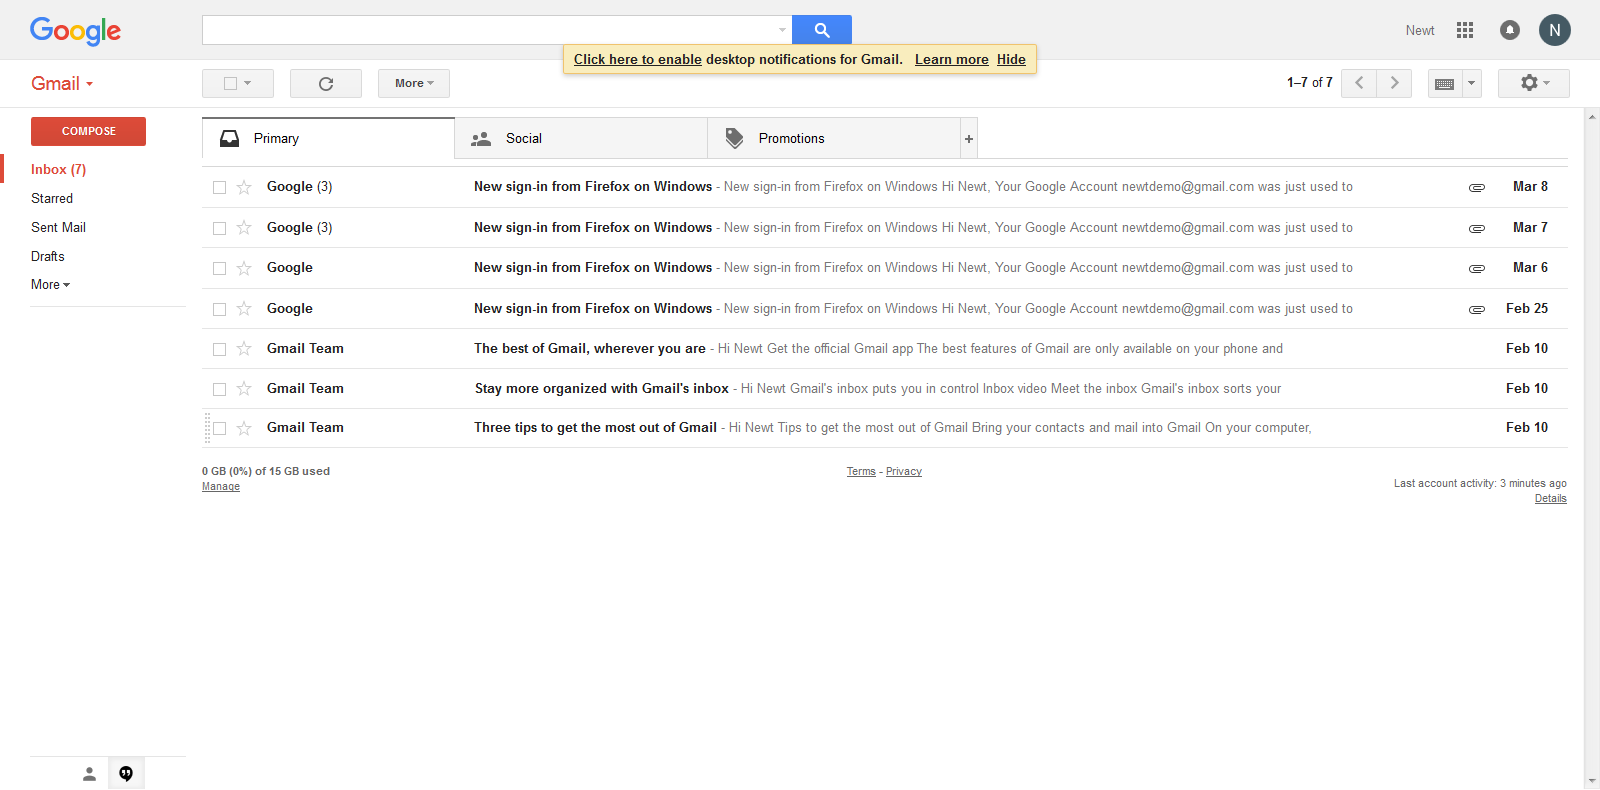 Google
Newt
N
Click here to enable desktop notifications for Gmail. Learn more Hide
Gmail
More
1–7 of 7
COMPOSE
Primary
Social
Promotions
+
Inbox (7)
Starred
Sent Mail
Drafts
More
Google (3) New sign-in from Firefox on Windows - New sign-in from Firefox on Windows Hi Newt, Your Google Account newtdemo@gmail.com was just used to Mar 8
Google (3) New sign-in from Firefox on Windows - New sign-in from Firefox on Windows Hi Newt, Your Google Account newtdemo@gmail.com was just used to Mar 7
Google New sign-in from Firefox on Windows - New sign-in from Firefox on Windows Hi Newt, Your Google Account newtdemo@gmail.com was just used to Mar 6
Google New sign-in from Firefox on Windows - New sign-in from Firefox on Windows Hi Newt, Your Google Account newtdemo@gmail.com was just used to Feb 25
Gmail Team The best of Gmail, wherever you are - Hi Newt Get the official Gmail app The best features of Gmail are only available on your phone and Feb 10
Gmail Team Stay more organized with Gmail's inbox - Hi Newt Gmail's inbox puts you in control Inbox video Meet the inbox Gmail's inbox sorts your Feb 10
Gmail Team Three tips to get the most out of Gmail - Hi Newt Tips to get the most out of Gmail Bring your contacts and mail into Gmail On your computer, Feb 10
0 GB (0%) of 15 GB used
Manage
Terms - Privacy
Last account activity: 3 minutes ago
Details